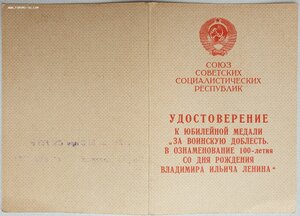 СОЮЗ
СОВЕТСКИХ
СОЦИАЛИСТИЧЕСКИХ
РЕСПУБЛИК
УДОСТОВЕРЕНИЕ
К ЮБИЛЕЙНОЙ МЕДАЛИ
„ЗА ВОИНСКУЮ ДОБЛЕСТЬ.
В ОЗНАМЕНОВАНИЕ 100-летия
СО ДНЯ РОЖДЕНИЯ
ВЛАДИМИРА ИЛЬИЧА ЛЕНИНА“